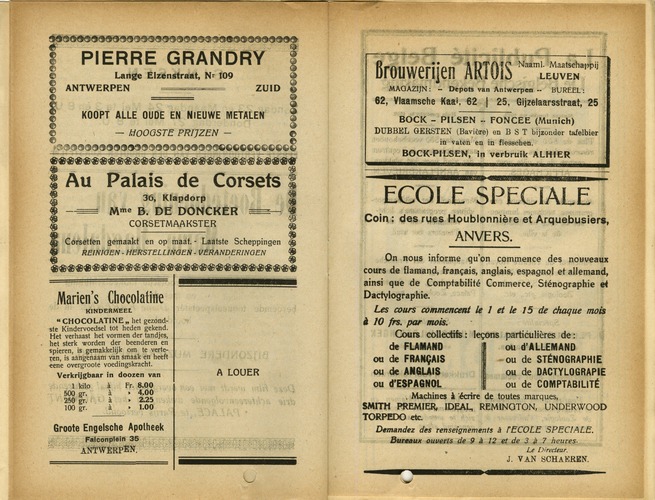 PIERRE GRANDRY
Lange Elzenstraat, Nr 109
ANTWERPEN ZUID
KOOPT ALLE OUDE EN NIEUWE METALEN
— HOOGSTE PRIJZEN —
Au Palais de Corsets
36, Klapdorp
Mme B. DE DONCKER
CORSETMAAKSTER
Corsetten gemaakt en op maat. - Laatste Scheppingen
REINIGEN - HERSTELLINGEN - VERANDERINGEN
Marien's Chocolatine
KINDERMEEL
"CHOCOLATINE" het gezond-
ste Kindervoedsel tot heden gekend.
Het verhaast het vormen der tandjes,
het sterk worden der beenderen en
spieren, is gemakkelijk om te verte-
ren, is aangenaam van smaak en heeft
eene overgroote voedingskracht.
Verkrijgbaar in doozen van
1 kilo à Fr. 8.00
500 gr. à » 4.00
250 gr. à » 2.25
100 gr. à » 1.00
Groote Engelsche Apotheek
Falconplein 35
ANTWERPEN.
A LOUER
Brouwerijen ARTOIS Naaml. Maatschappij
LEUVEN
MAGAZIJN: - Depots van Antwerpen - BUREEL:
62, Vlaamsche Kaai, 62 | 25, Gijzelaarsstraat, 25
BOCK - PILSEN - FONCÉE (Munich)
DUBBEL GERSTEN (Bavière) en B S T bijzonder tafelbier
in vaten en in flesschen.
BOCK-PILSEN, in verbruik ALHIER
ECOLE SPECIALE
Coin: des rues Houblonnière et Arquebusiers,
ANVERS.
On nous informe qu'on commence des nouveaux
cours de flamand, français, anglais, espagnol et allemand,
ainsi que de Comptabilité Commerce, Sténographie et
Dactylographie.
Les cours commencent le 1 et le 15 de chaque mois
à 10 frs. par mois.
Cours collectifs: leçons particulières de:
de FLAMAND ou d'ALLEMAND
ou de FRANÇAIS ou de STÉNOGRAPHIE
ou de ANGLAIS ou de DACTYLOGRAPIE
ou d'ESPAGNOL ou de COMPTABILITÉ
Machines à écrire de toutes marques,
SMITH PREMIER, IDEAL, REMINGTON, UNDERWOOD
TORPEDO etc.
Demandez des renseignements à l'ECOLE SPECIALE.
Bureaux ouverts de 9 à 12 et de 3 à 7 heures.
Le Directeur.
J. VAN SCHAEREN.